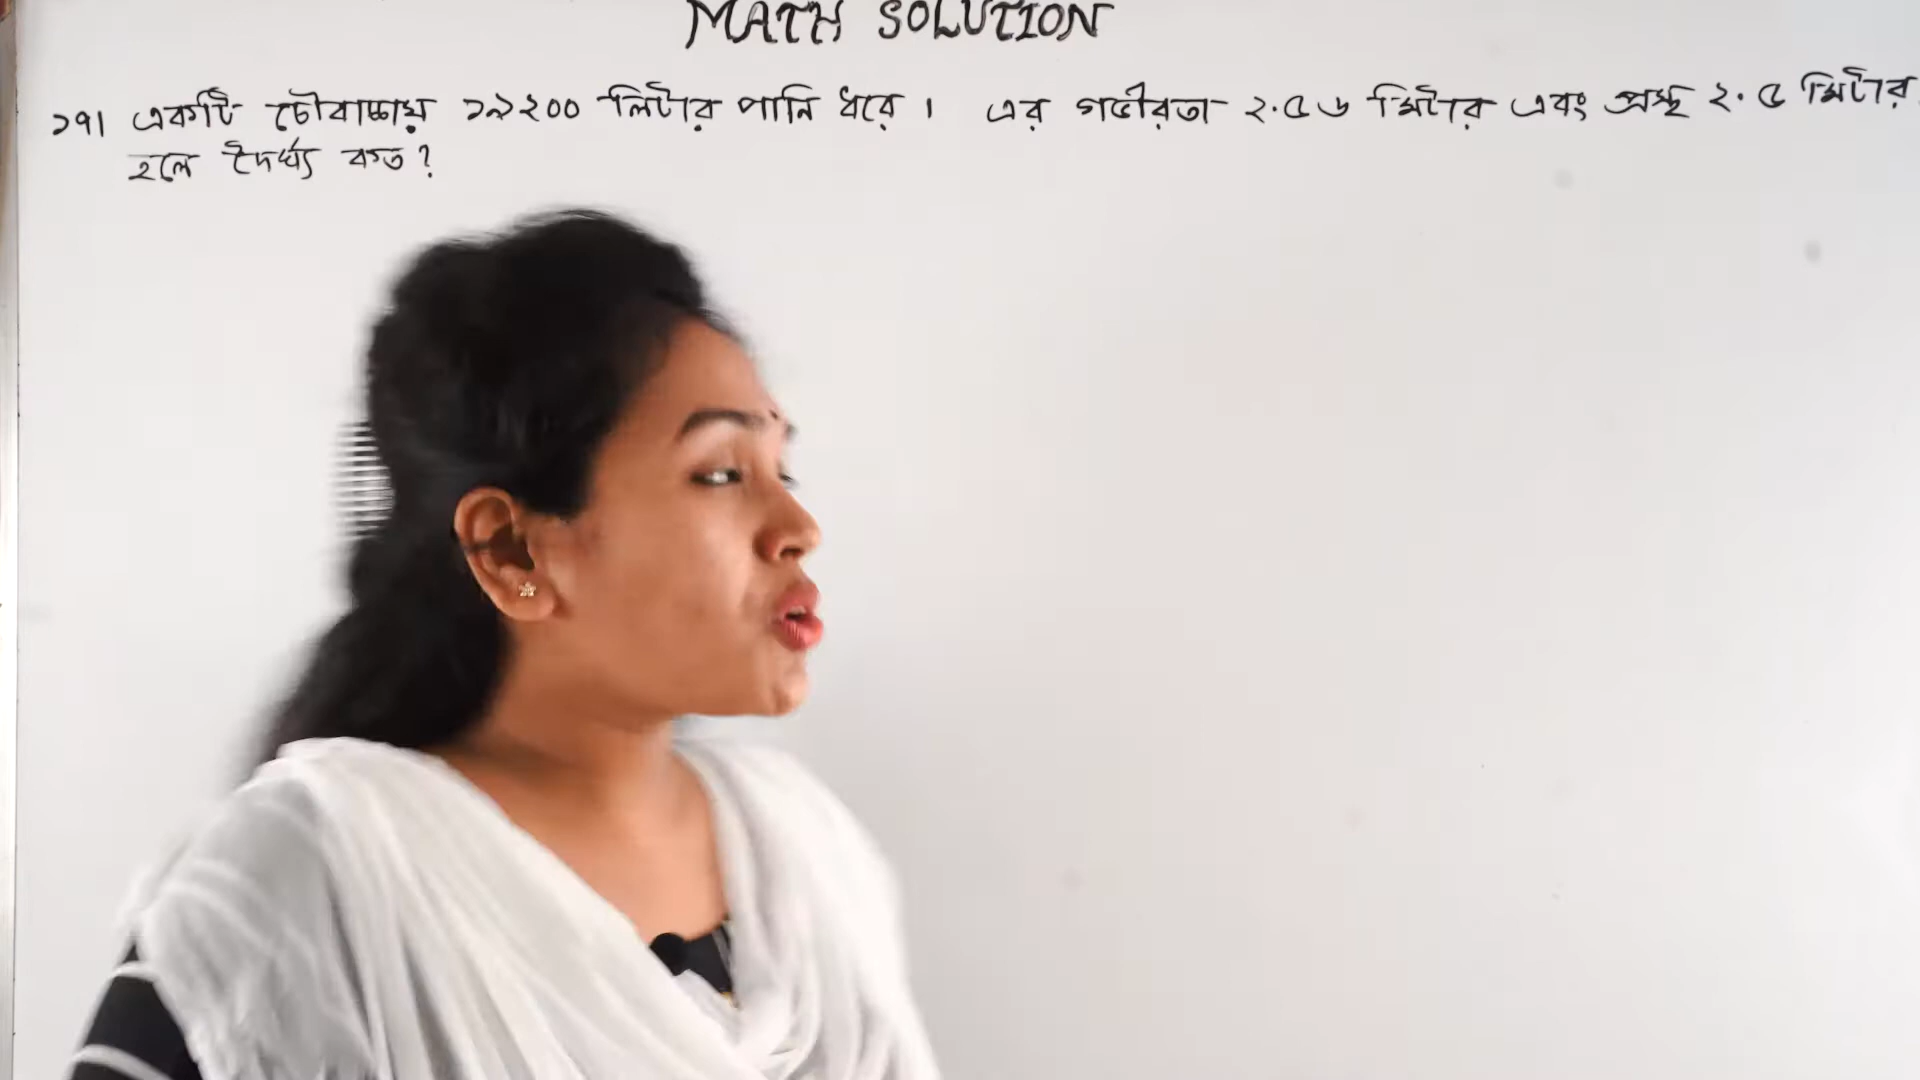 MATH SOLUTION
১৭। একটি চৌবাচ্চায় ১৯২০০ লিটার পানি ধরে। এর গভীরতা ২.৫৬ মিটার এবং প্রস্থ ২.৫ মিটার
হলে দৈর্ঘ্য কত?